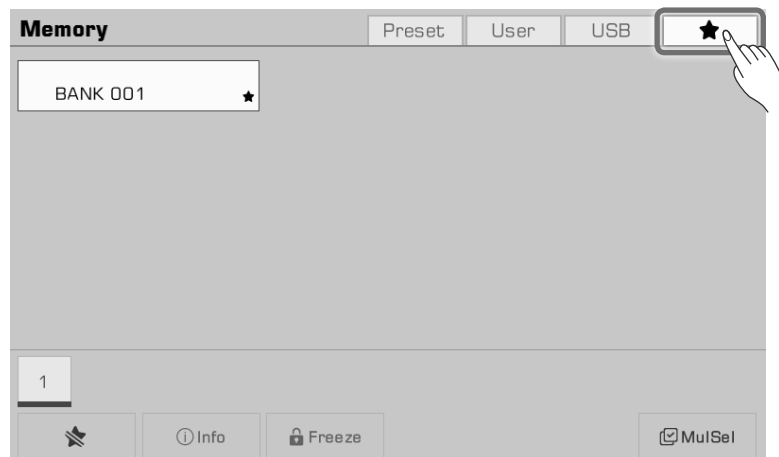 Memory
Preset
User
USB
BANK 001
1
Info
Freeze
MulSel